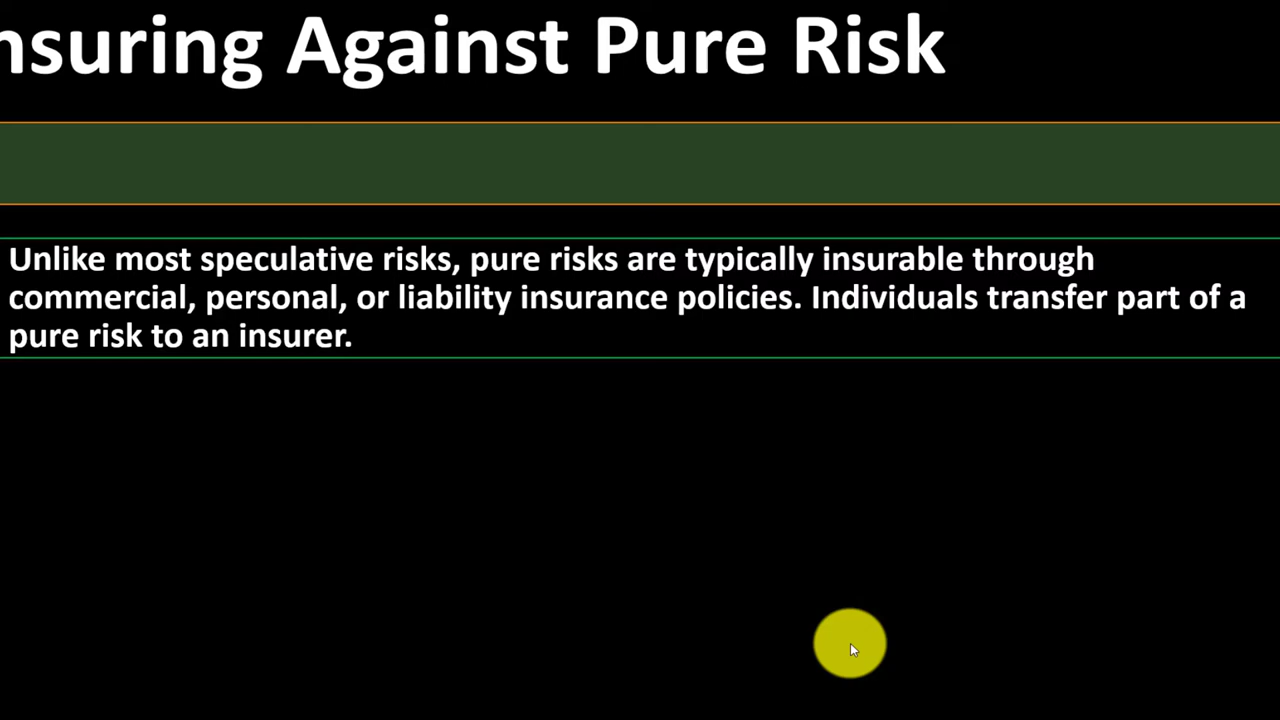 nsuring Against Pure Risk
Unlike most speculative risks, pure risks are typically insurable through
commercial, personal, or liability insurance policies. Individuals transfer part of a
pure risk to an insurer.